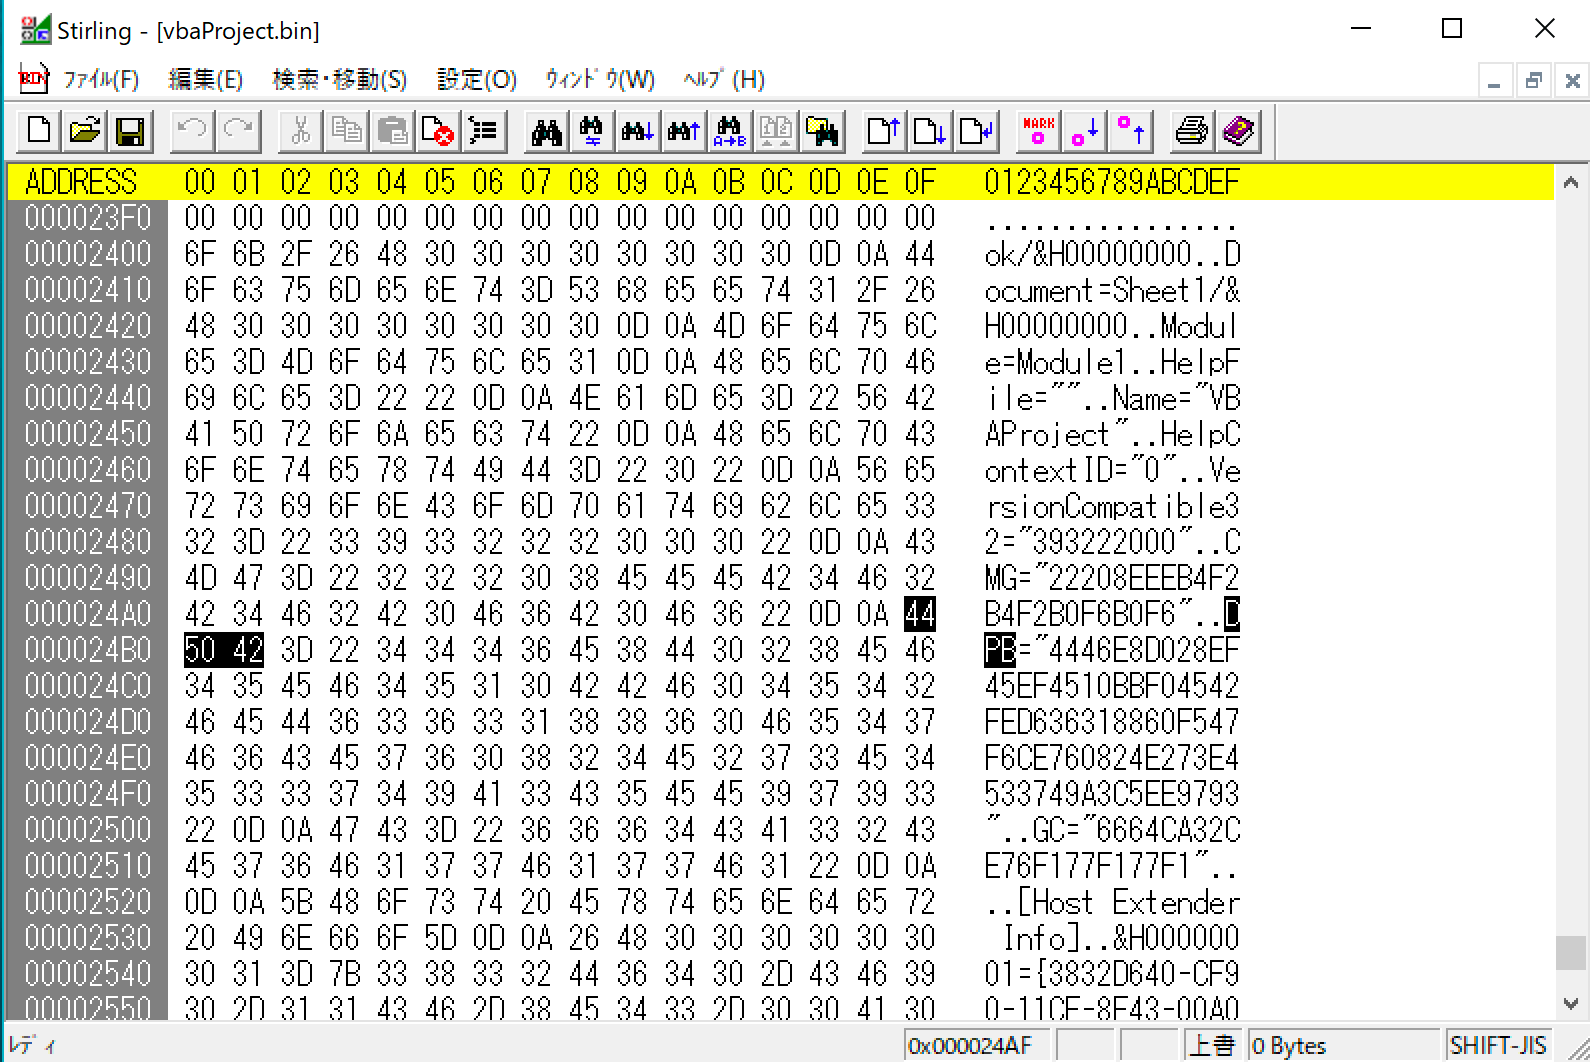 Stirling - [vbaProject.bin]
BIN ﾌｧｲﾙ(F) 編集(E) 検索・移動(S) 設定(O) ｳｨﾝﾄﾞｳ(W) ﾍﾙﾌﾟ(H)
A→B 12 MARK
ADDRESS 00 01 02 03 04 05 06 07 08 09 0A 0B 0C 0D 0E 0F 0123456789ABCDEF
000023F0 00 00 00 00 00 00 00 00 00 00 00 00 00 00 00 00 ................
00002400 6F 6B 2F 26 48 30 30 30 30 30 30 30 30 0D 0A 44 ok/&H00000000..D
00002410 6F 63 75 6D 65 6E 74 3D 53 68 65 65 74 31 2F 26 ocument=Sheet1/&
00002420 48 30 30 30 30 30 30 30 30 0D 0A 4D 6F 64 75 6C H00000000..Modul
00002430 65 3D 4D 6F 64 75 6C 65 31 0D 0A 48 65 6C 70 46 e=Module1..HelpF
00002440 69 6C 65 3D 22 22 0D 0A 4E 61 6D 65 3D 22 56 42 ile=""..Name="VB
00002450 41 50 72 6F 6A 65 63 74 22 0D 0A 48 65 6C 70 43 AProject"..HelpC
00002460 6F 6E 74 65 78 74 49 44 3D 22 30 22 0D 0A 56 65 ontextID="0"..Ve
00002470 72 73 69 6F 6E 43 6F 6D 70 61 74 69 62 6C 65 33 rsionCompatible3
00002480 32 3D 22 33 39 33 32 32 32 30 30 30 22 0D 0A 43 2="393222000"..C
00002490 4D 47 3D 22 32 32 32 30 38 45 45 45 42 34 46 32 MG="22208EEEB4F2
000024A0 42 34 46 32 42 30 46 36 42 30 46 36 22 0D 0A 44 B4F2B0F6B0F6"..D
000024B0 50 42 3D 22 34 34 34 36 45 38 44 30 32 38 45 46 PB="4446E8D028EF
000024C0 34 35 45 46 34 35 31 30 42 42 46 30 34 35 34 32 45EF4510BBF04542
000024D0 46 45 44 36 33 36 33 31 38 38 36 30 46 35 34 37 FED636318860F547
000024E0 46 36 43 45 37 36 30 38 32 34 45 32 37 33 45 34 F6CE760824E273E4
000024F0 35 33 33 37 34 39 41 33 43 35 45 45 39 37 39 33 533749A3C5EE9793
00002500 22 0D 0A 47 43 3D 22 36 36 36 34 43 41 33 32 43 "..GC="6664CA32C
00002510 45 37 36 46 31 37 37 46 31 37 37 46 31 22 0D 0A E76F177F177F1"..
00002520 0D 0A 5B 48 6F 73 74 20 45 78 74 65 6E 64 65 72 ..[Host Extender
00002530 20 49 6E 66 6F 5D 0D 0A 26 48 30 30 30 30 30 30 Info]..&H000000
00002540 30 31 3D 7B 33 38 33 32 44 36 34 30 2D 43 46 39 01={3832D640-CF9
00002550 30 2D 31 31 43 46 2D 38 45 34 33 2D 30 30 41 30 0-11CF-8E43-00A0
ﾚﾃﾞｨ 0x000024AF 上書 0 Bytes SHIFT-JIS